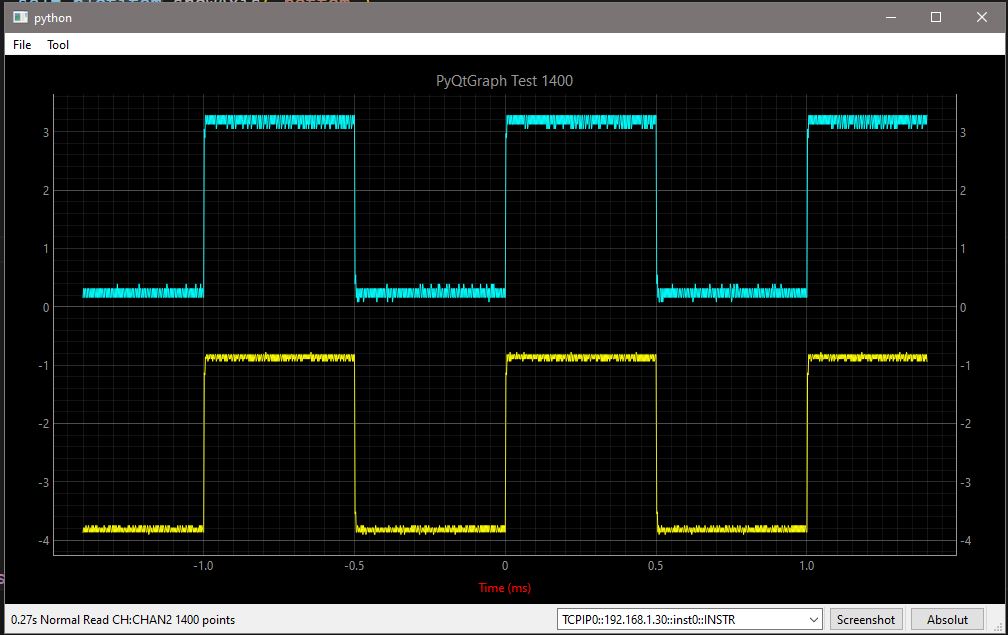 python
File Tool
PyQtGraph Test 1400
3 3
2 2
1 1
0 0
-1 -1
-2 -2
-3 -3
-4 -4
-1.0 -0.5 0 0.5 1.0
Time (ms)
0.27s Normal Read CH:CHAN2 1400 points TCPIP0::192.168.1.30::inst0::INSTR Screenshot Absolut